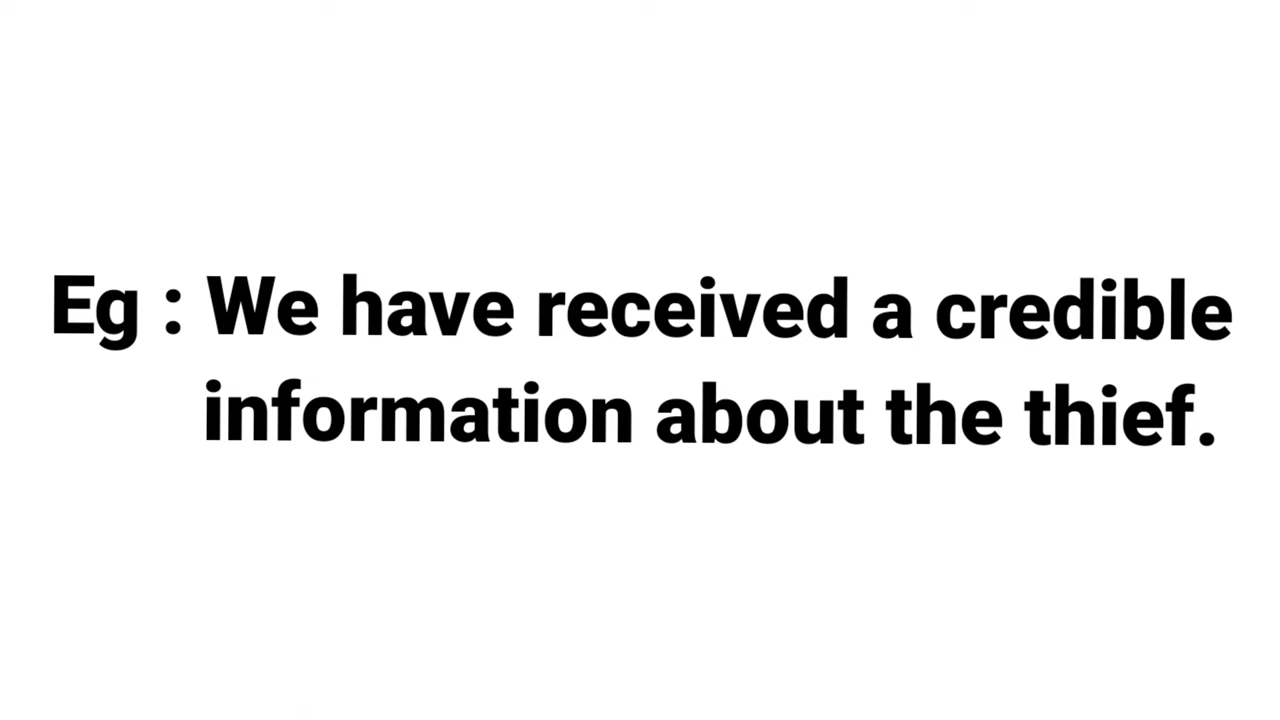 Eg : We have received a credible
information about the thief.